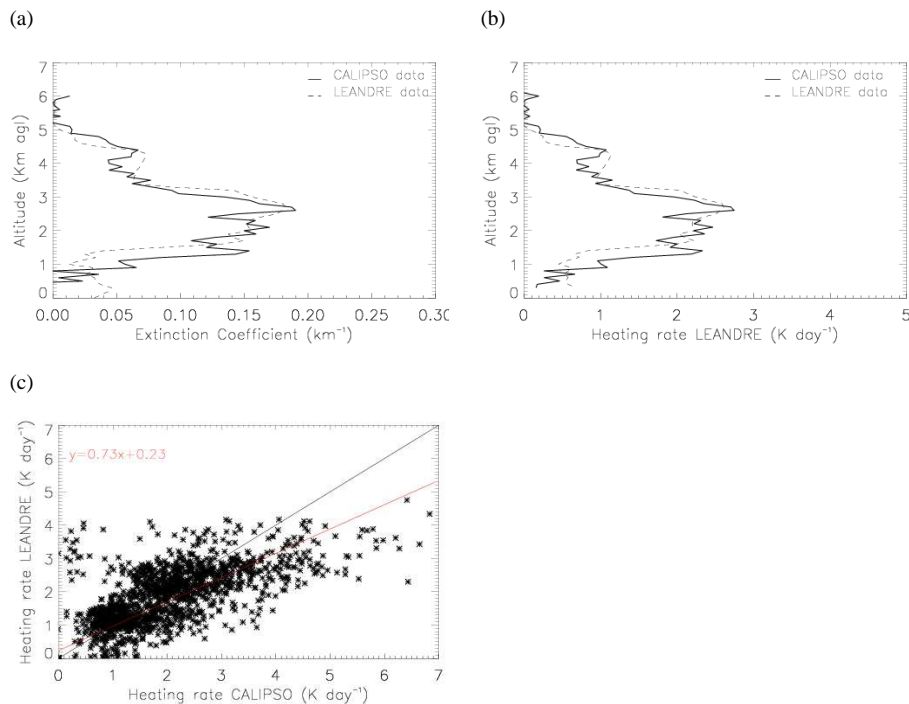 (a)
(b)
CALIPSO data
LEANDRE data
7
6
5
4
3
2
1
0
Altitude (Km agl)
0.00 0.05 0.10 0.15 0.20 0.25 0.30
Extinction Coefficient (km⁻¹)
CALIPSO data
LEANDRE data
7
6
5
4
3
2
1
0
Altitude (km agl)
0 1 2 3 4 5
Heating rate LEANDRE (K day⁻¹)
(c)
y=0.73x+0.23
7
6
5
4
3
2
1
0
Heating rate LEANDRE (K day⁻¹)
0 1 2 3 4 5 6 7
Heating rate CALIPSO (K day⁻¹)